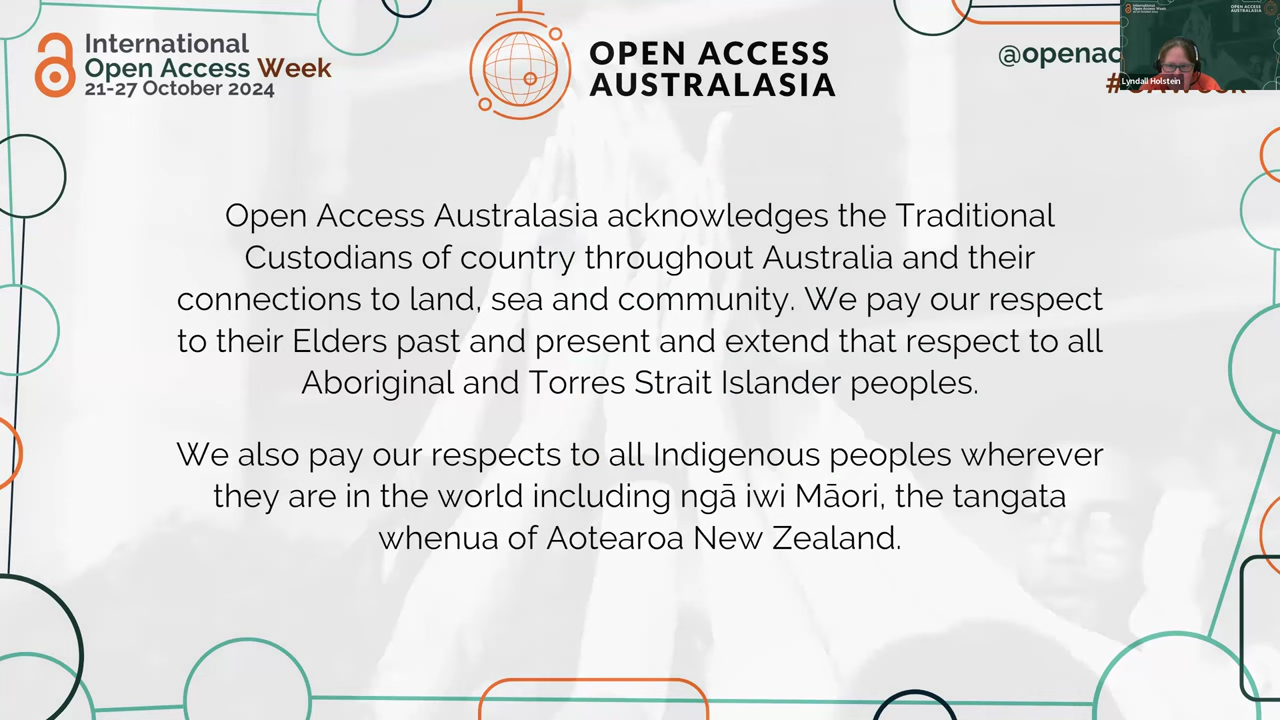 International
Open Access Week
21-27 October 2024
OPEN ACCESS
AUSTRALASIA
@openac
Lyndall Holstein
Open Access Australasia acknowledges the Traditional
Custodians of country throughout Australia and their
connections to land, sea and community. We pay our respect
to their Elders past and present and extend that respect to all
Aboriginal and Torres Strait Islander peoples.
We also pay our respects to all Indigenous peoples wherever
they are in the world including ngā iwi Māori, the tangata
whenua of Aotearoa New Zealand.